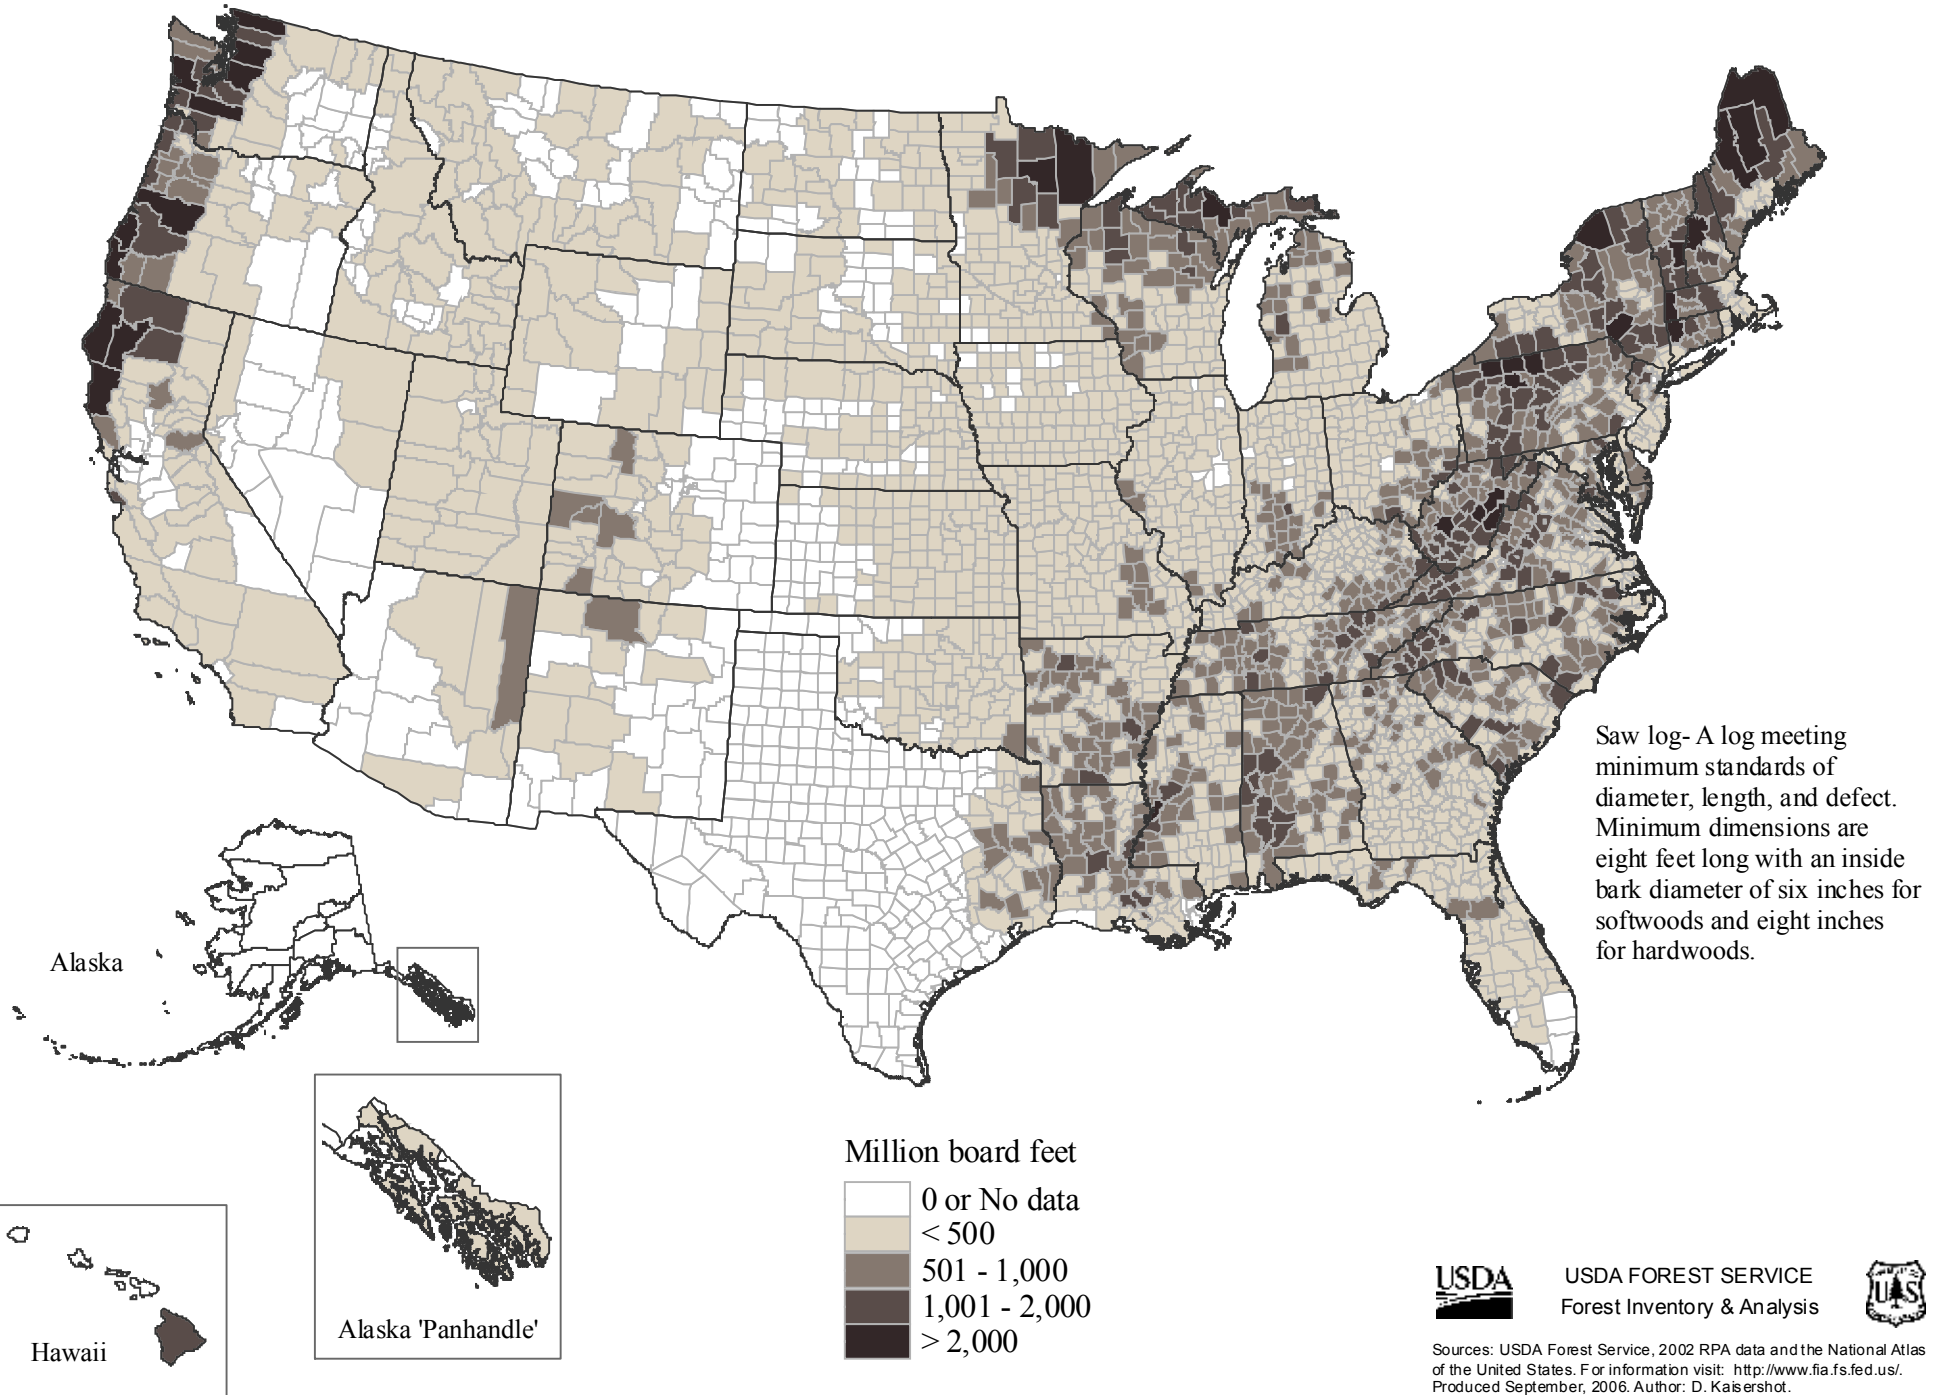 Saw log- A log meeting
minimum standards of
diameter, length, and defect.
Minimum dimensions are
eight feet long with an inside
bark diameter of six inches for
softwoods and eight inches
for hardwoods.
Alaska
Alaska 'Panhandle'
Hawaii
Million board feet
0 or No data
< 500
501 - 1,000
1,001 - 2,000
> 2,000
USDA
USDA FOREST SERVICE
Forest Inventory & Analysis
US
Sources: USDA Forest Service, 2002 RPA data and the National Atlas
of the United States. For information visit: http://www.fia.fs.fed.us/.
Produced September, 2006. Author: D. Kaisershot.